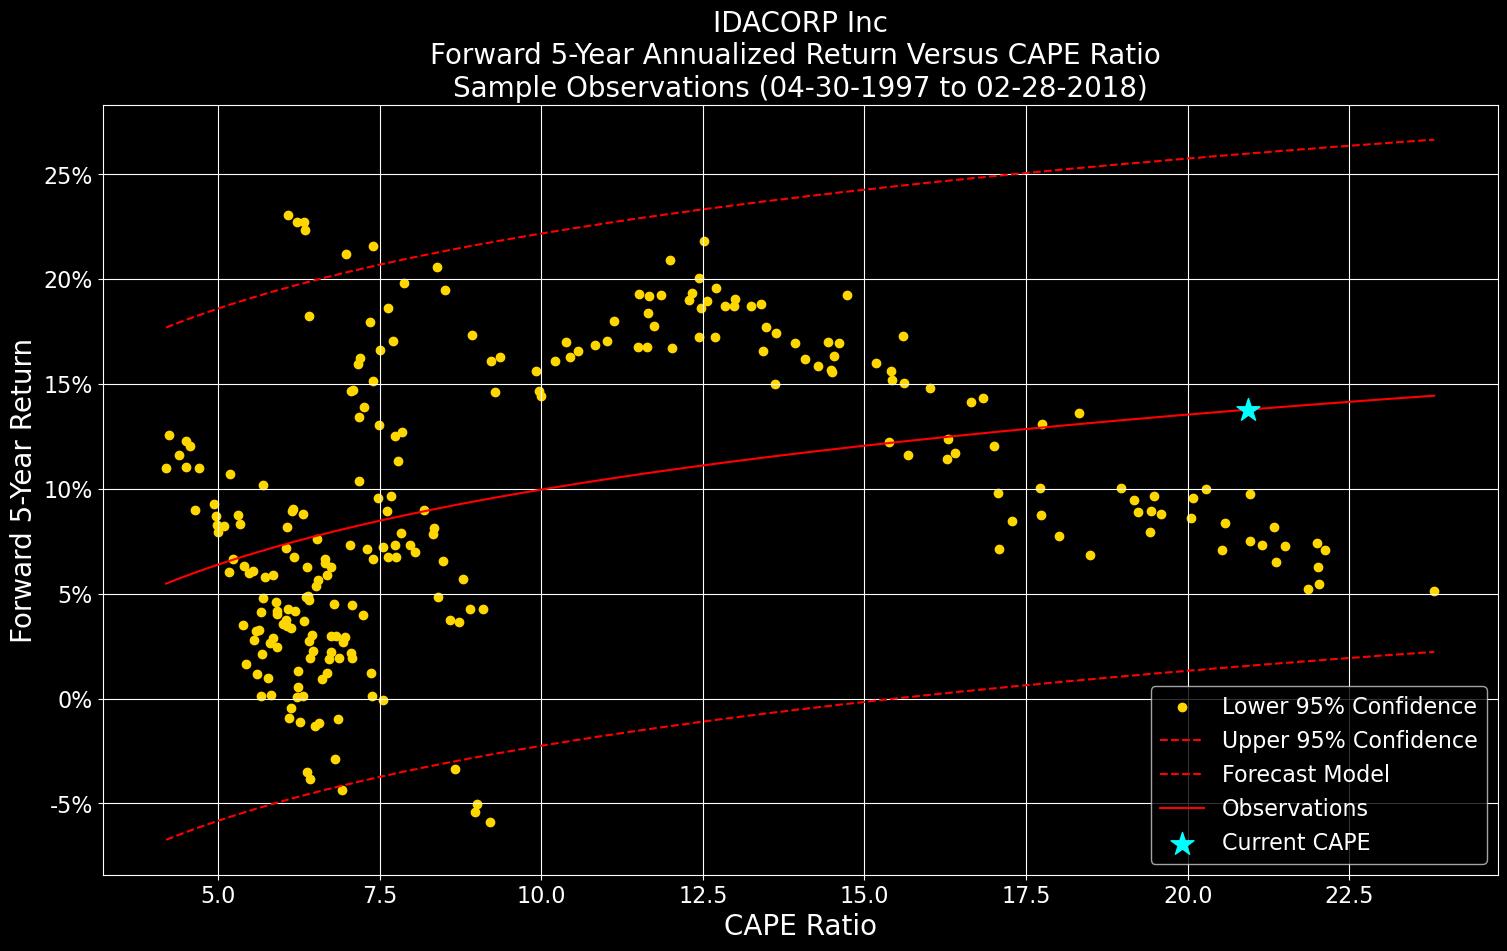 IDACORP Inc
Forward 5-Year Annualized Return Versus CAPE Ratio
Sample Observations (04-30-1997 to 02-28-2018)
Forward 5-Year Return
25%
20%
15%
10%
5%
0%
-5%
Lower 95% Confidence
Upper 95% Confidence
Forecast Model
Observations
Current CAPE
5.0 7.5 10.0 12.5 15.0 17.5 20.0 22.5
CAPE Ratio